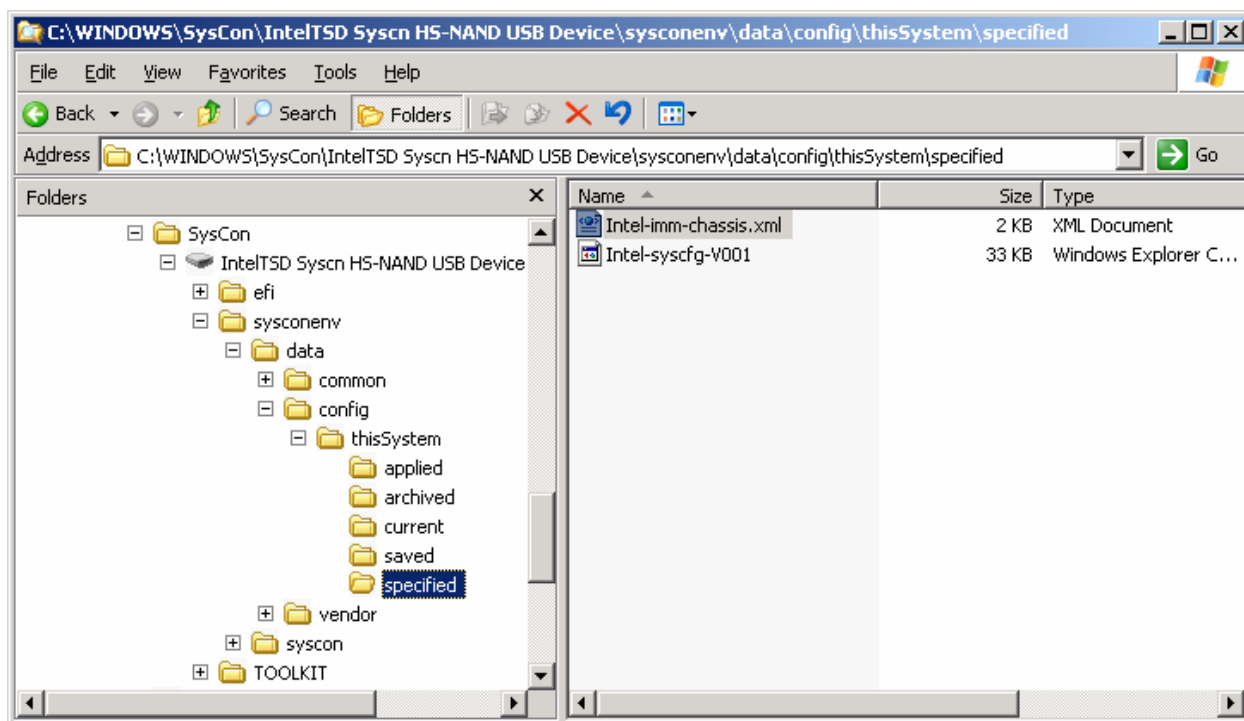 C:\WINDOWS\SysCon\IntelTSD Syscn HS-NAND USB Device\sysconenv\data\config\thisSystem\specified
File Edit View Favorites Tools Help
Back Search Folders
Address C:\WINDOWS\SysCon\IntelTSD Syscn HS-NAND USB Device\sysconenv\data\config\thisSystem\specified Go
Folders
Name Size Type
SysCon
Intel-imm-chassis.xml 2 KB XML Document
IntelTSD Syscn HS-NAND USB Device
Intel-syscfg-V001 33 KB Windows Explorer C...
efi
sysconenv
data
common
config
thisSystem
applied
archived
current
saved
specified
vendor
syscon
TOOLKIT